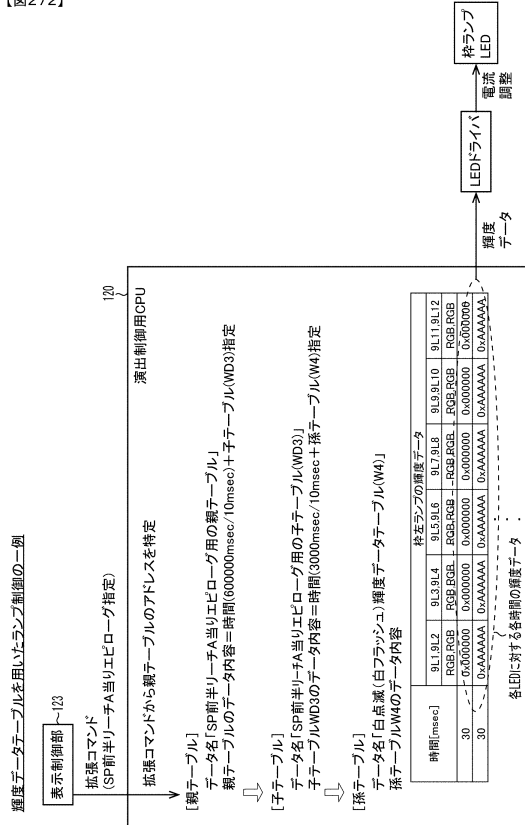 【図272】
輝度データテーブルを用いたランプ制御の一例
表示制御部
123
拡張コマンド
(SP前半リーチA当りエピローグ指定)
120
演出制御用CPU
拡張コマンドから親テーブルのアドレスを特定
[親テーブル]
データ名「SP前半リーチA当りエピローグ用の親テーブル」
親テーブルのデータ内容=時間(600000msec/10msec)+子テーブル(WD3)指定
[子テーブル]
データ名「SP前半リーチA当りエピローグ用の子テーブル(WD3)」
子テーブルWD3のデータ内容=時間(3000msec/10msec+孫テーブル(W4)指定
[孫テーブル]
データ名「白点滅(白フラッシュ)輝度データテーブル(W4)」
孫テーブルW4のデータ内容
枠左ランプの輝度データ
時間[msec] 9L1,9L2 9L3,9L4 9L5,9L6 9L7,9L8 9L9,9L10 9L11,9L12
RGB,RGB RGB,RGB RGB,RGB RGB,RGB RGB,RGB RGB,RGB
30 0x000000 0x000000 0x000000 0x000000 0x000000 0x000000
30 0xAAAAAA 0xAAAAAA 0xAAAAAA 0xAAAAAA 0xAAAAAA 0xAAAAAA
各LEDに対する各時間の輝度データ
輝度
データ
LEDドライバ
電流
調整
枠ランプ
LED